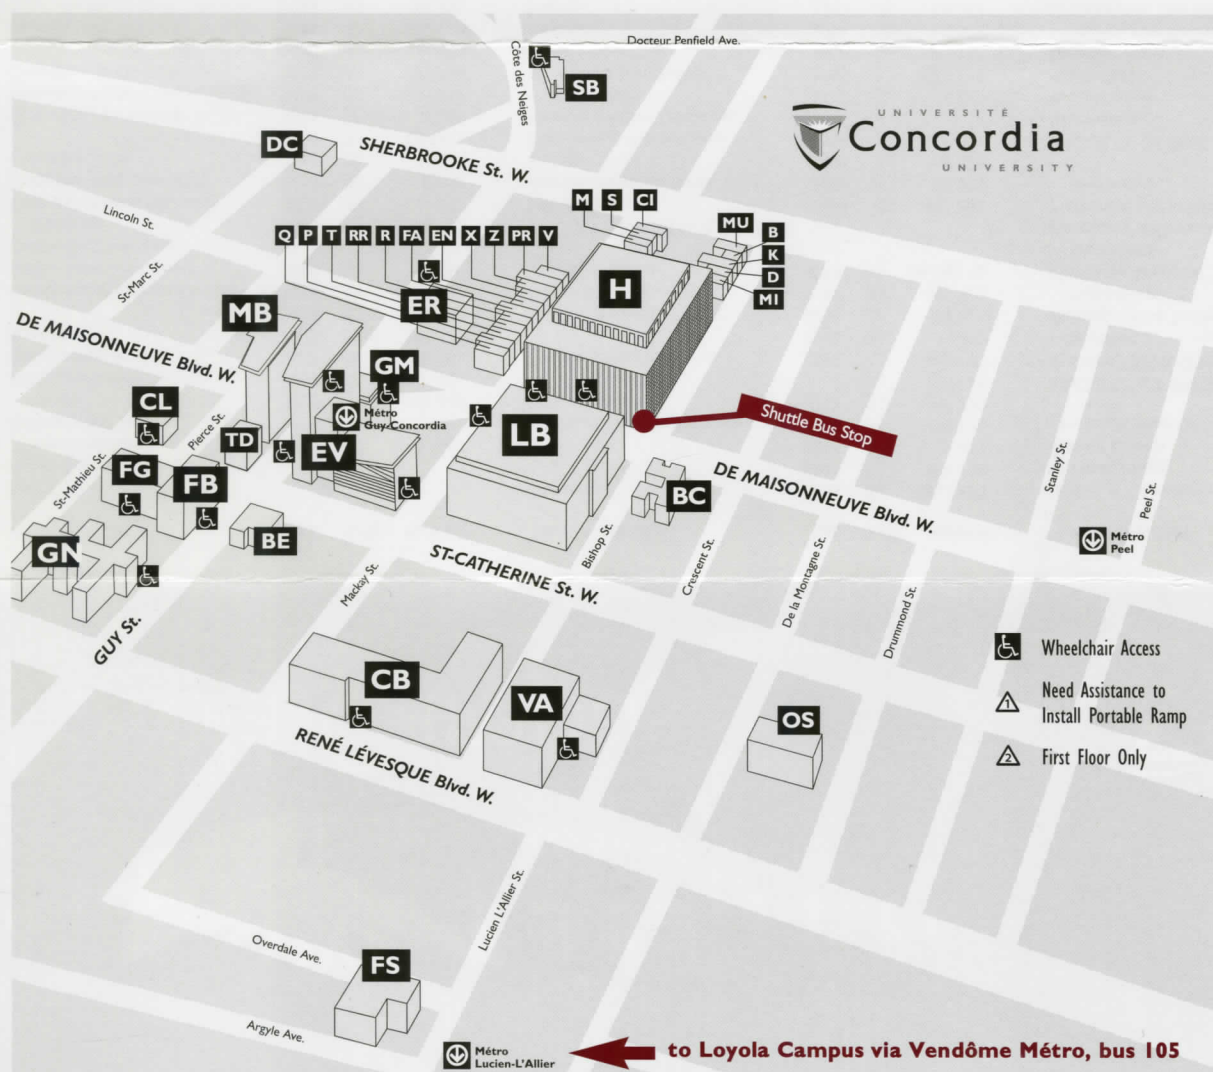 Docteur Penfield Ave.
Côte des Neiges
SB
UNIVERSITÉ
Concordia
UNIVERSITY
DC
SHERBROOKE St. W.
Lincoln St.
M
S
CI
MU
B
K
D
MI
Q
P
T
RR
R
FA
EN
X
Z
PR
V
St-Marc St.
H
ER
MB
DE MAISONNEUVE Blvd. W.
GM
CL
Métro
Guy-Concordia
Shuttle Bus Stop
Pierce St.
TD
LB
EV
St-Mathieu St.
FG
FB
DE MAISONNEUVE Blvd. W.
Stanley St.
Peel St.
BC
BE
GN
Métro
Peel
ST-CATHERINE St. W.
Bishop St.
Crescent St.
De la Montagne St.
Drummond St.
Mackay St.
GUY St.
Wheelchair Access
1
Need Assistance to
Install Portable Ramp
2
First Floor Only
CB
VA
OS
RENÉ LÉVESQUE Blvd. W.
Lucien L'Allier St.
Overdale Ave.
FS
Argyle Ave.
Métro
Lucien-L'Allier
to Loyola Campus via Vendôme Métro, bus 105